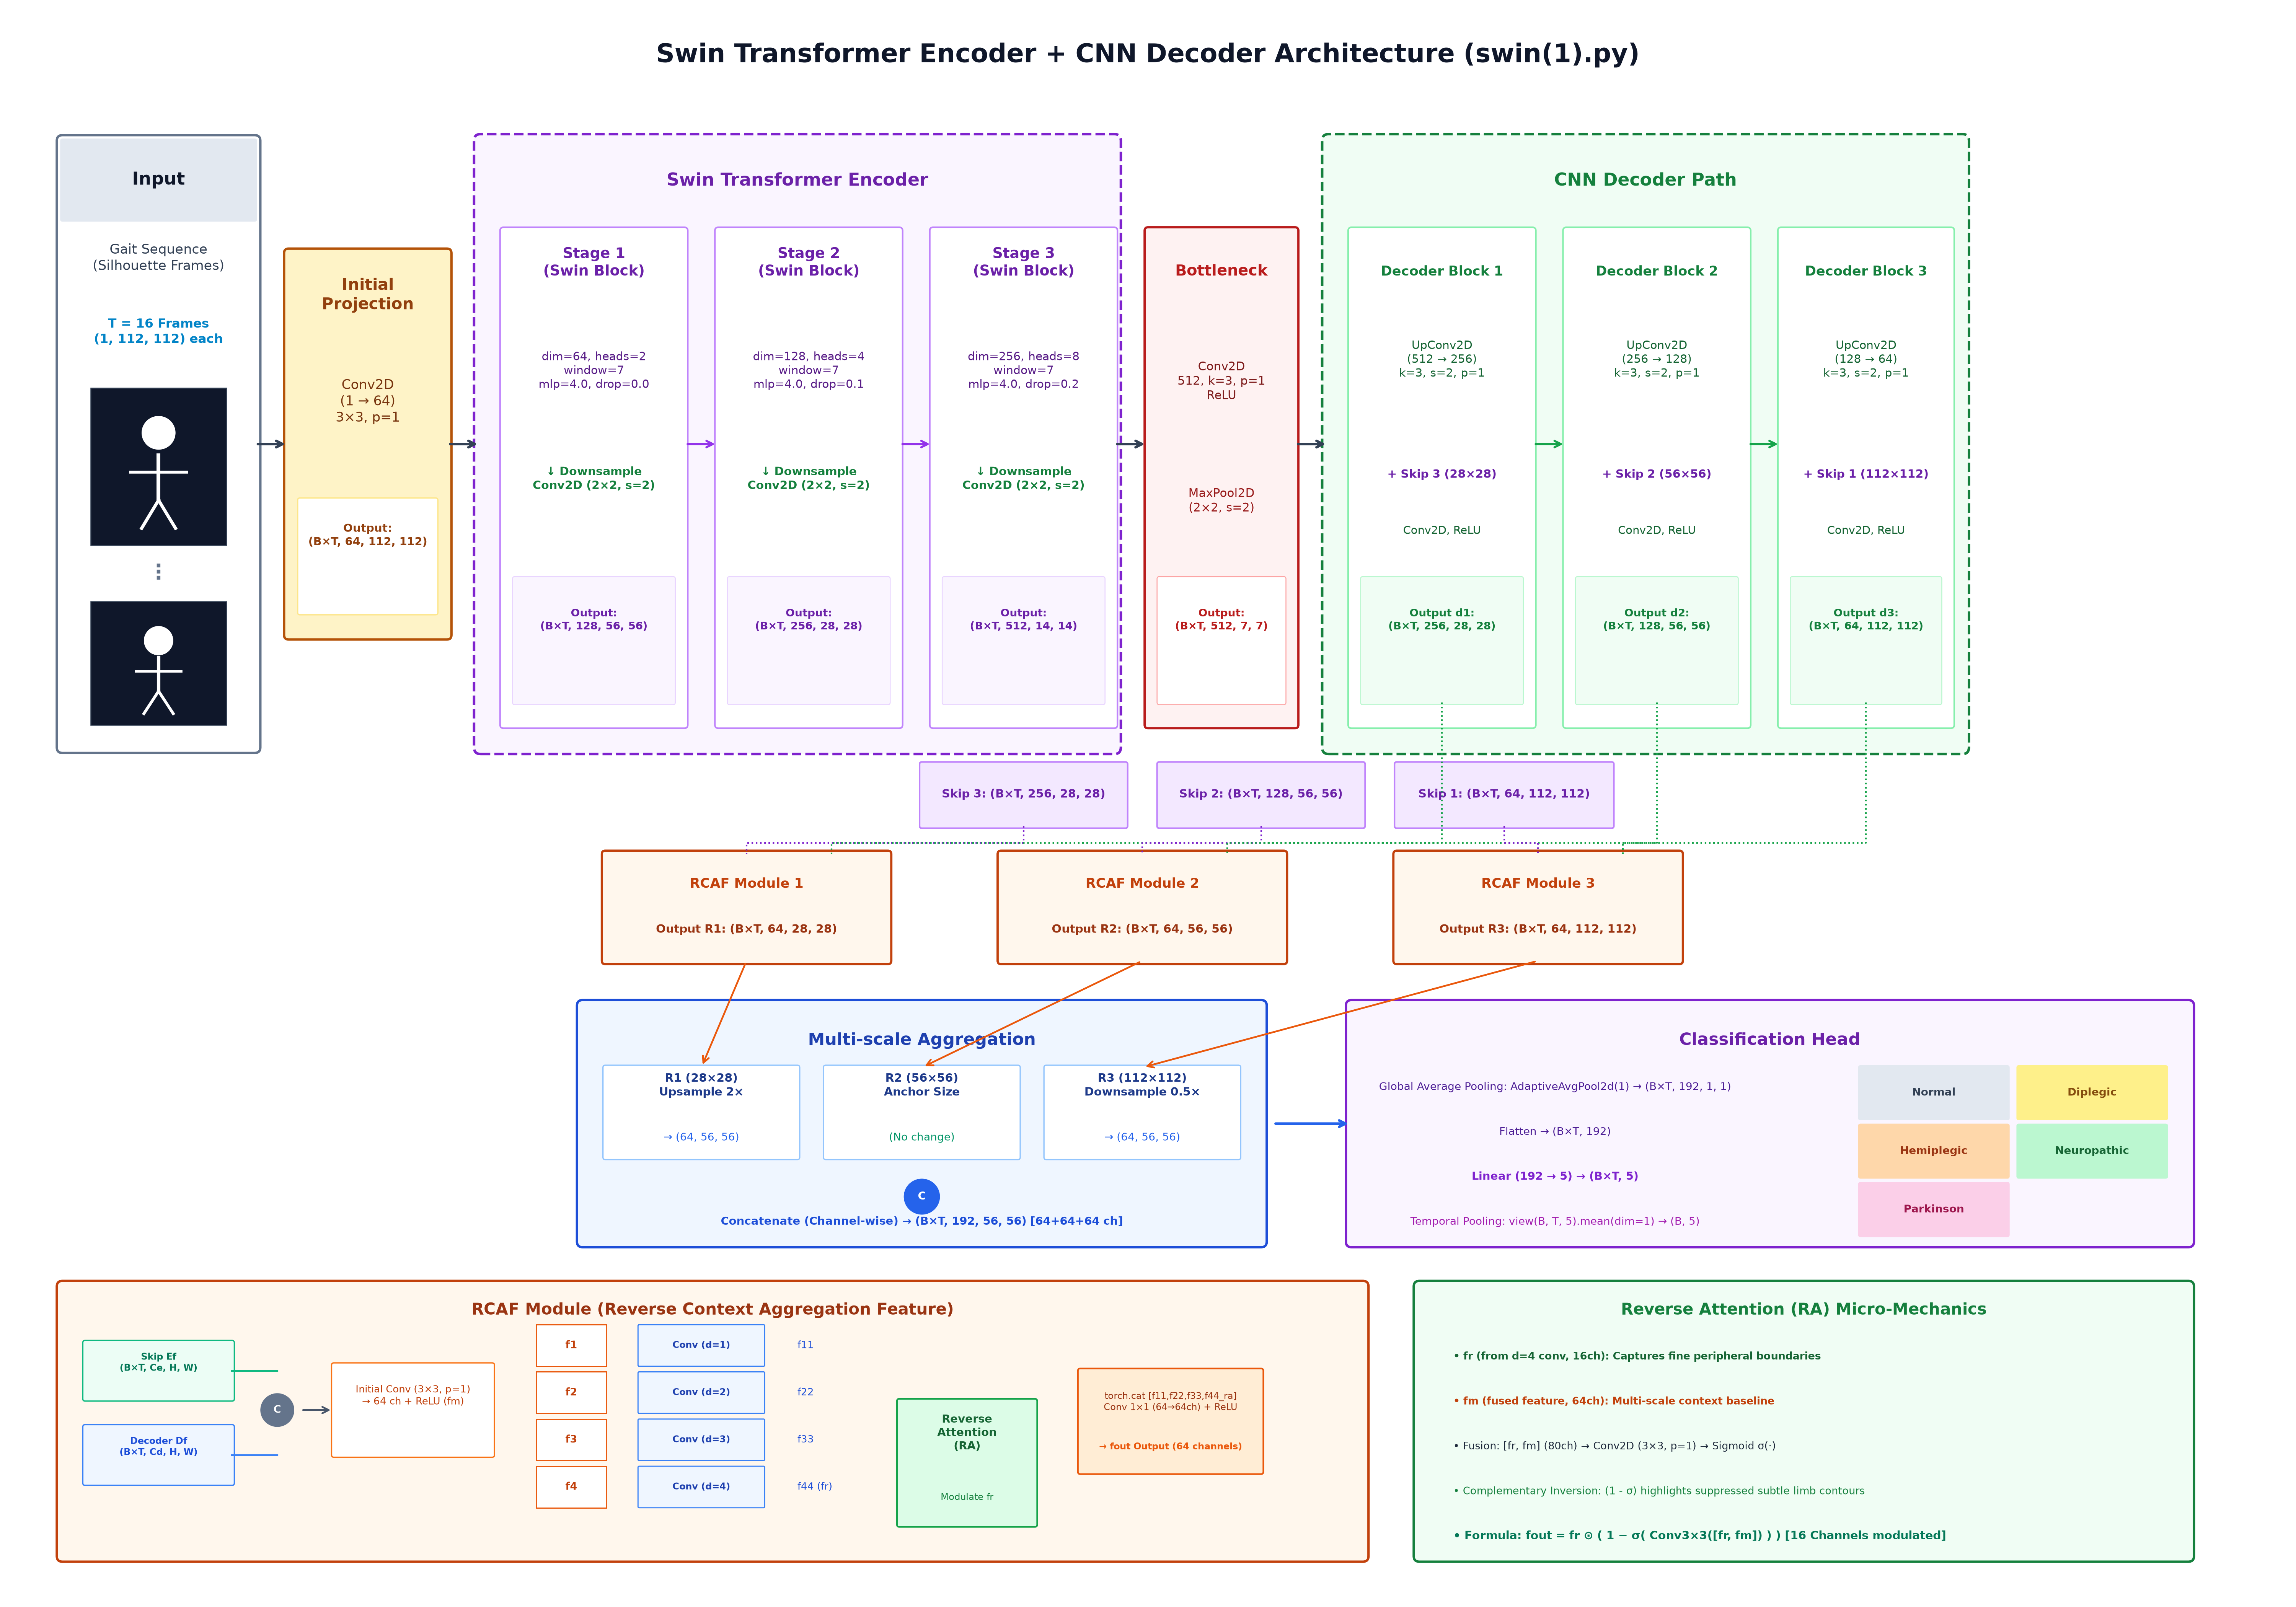 Swin Transformer Encoder + CNN Decoder Architecture (swin(1).py)
Input
Gait Sequence
(Silhouette Frames)
T = 16 Frames
(1, 112, 112) each
⋮
Initial
Projection
Conv2D
(1 → 64)
3×3, p=1
Output:
(B×T, 64, 112, 112)
Swin Transformer Encoder
Stage 1
(Swin Block)
dim=64, heads=2
window=7
mlp=4.0, drop=0.0
↓ Downsample
Conv2D (2×2, s=2)
Output:
(B×T, 128, 56, 56)
Stage 2
(Swin Block)
dim=128, heads=4
window=7
mlp=4.0, drop=0.1
↓ Downsample
Conv2D (2×2, s=2)
Output:
(B×T, 256, 28, 28)
Stage 3
(Swin Block)
dim=256, heads=8
window=7
mlp=4.0, drop=0.2
↓ Downsample
Conv2D (2×2, s=2)
Output:
(B×T, 512, 14, 14)
Bottleneck
Conv2D
512, k=3, p=1
ReLU
MaxPool2D
(2×2, s=2)
Output:
(B×T, 512, 7, 7)
CNN Decoder Path
Decoder Block 1
UpConv2D
(512 → 256)
k=3, s=2, p=1
+ Skip 3 (28×28)
Conv2D, ReLU
Output d1:
(B×T, 256, 28, 28)
Decoder Block 2
UpConv2D
(256 → 128)
k=3, s=2, p=1
+ Skip 2 (56×56)
Conv2D, ReLU
Output d2:
(B×T, 128, 56, 56)
Decoder Block 3
UpConv2D
(128 → 64)
k=3, s=2, p=1
+ Skip 1 (112×112)
Conv2D, ReLU
Output d3:
(B×T, 64, 112, 112)
Skip 3: (B×T, 256, 28, 28)
Skip 2: (B×T, 128, 56, 56)
Skip 1: (B×T, 64, 112, 112)
RCAF Module 1
Output R1: (B×T, 64, 28, 28)
RCAF Module 2
Output R2: (B×T, 64, 56, 56)
RCAF Module 3
Output R3: (B×T, 64, 112, 112)
Multi-scale Aggregation
R1 (28×28)
Upsample 2×
→ (64, 56, 56)
R2 (56×56)
Anchor Size
(No change)
R3 (112×112)
Downsample 0.5×
→ (64, 56, 56)
C
Concatenate (Channel-wise) → (B×T, 192, 56, 56) [64+64+64 ch]
Classification Head
Global Average Pooling: AdaptiveAvgPool2d(1) → (B×T, 192, 1, 1)
Flatten → (B×T, 192)
Linear (192 → 5) → (B×T, 5)
Temporal Pooling: view(B, T, 5).mean(dim=1) → (B, 5)
Normal
Diplegic
Hemiplegic
Neuropathic
Parkinson
RCAF Module (Reverse Context Aggregation Feature)
Skip Ef
(B×T, Ce, H, W)
Decoder Df
(B×T, Cd, H, W)
C
Initial Conv (3×3, p=1)
→ 64 ch + ReLU (fm)
f1
Conv (d=1)
f11
f2
Conv (d=2)
f22
f3
Conv (d=3)
f33
f4
Conv (d=4)
f44 (fr)
Reverse
Attention
(RA)
Modulate fr
torch.cat [f11,f22,f33,f44_ra]
Conv 1×1 (64→64ch) + ReLU
→ fout Output (64 channels)
Reverse Attention (RA) Micro-Mechanics
• fr (from d=4 conv, 16ch): Captures fine peripheral boundaries
• fm (fused feature, 64ch): Multi-scale context baseline
• Fusion: [fr, fm] (80ch) → Conv2D (3×3, p=1) → Sigmoid σ(·)
• Complementary Inversion: (1 - σ) highlights suppressed subtle limb contours
• Formula: fout = fr ⊙ ( 1 − σ( Conv3×3([fr, fm]) ) ) [16 Channels modulated]